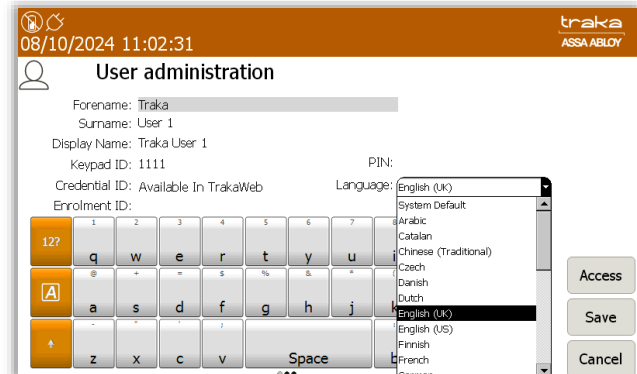 traka
08/10/2024 11:02:31
ASSA ABLOY
User administration
Forename: Traka
Surname: User 1
Display Name: Traka User 1
Keypad ID: 1111
PIN:
Credential ID: Available In TrakaWeb
Language: English (UK)
Enrolment ID:
System Default
Arabic
Catalan
Chinese (Traditional)
Czech
Danish
Dutch
English (UK)
English (US)
Finnish
French
12?
1 2 3 4 5 6 7
q w e r t y u i
@ + = $ % & *
A
a s d f g h j k
- " ' /
z x c v Space b
Access
Save
Cancel